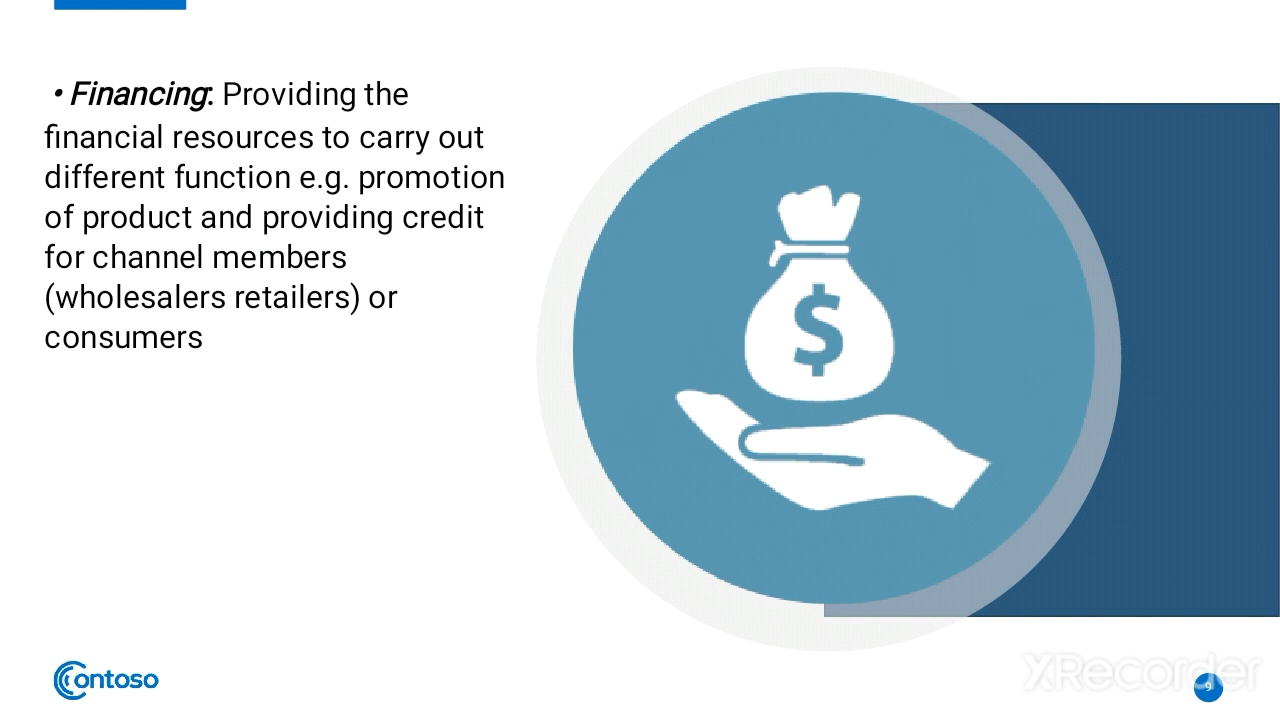 • Financing: Providing the
financial resources to carry out
different function e.g. promotion
of product and providing credit
for channel members
(wholesalers retailers) or
consumers
$
Contoso
XRecorder
9